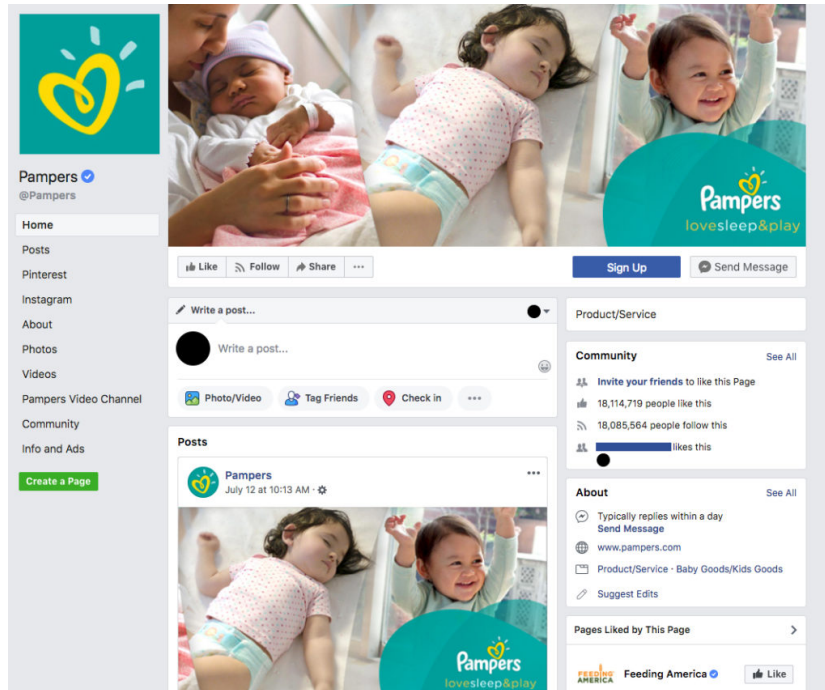 Pampers
lovesleep&play
Pampers
@Pampers
Home
Posts
Pinterest
Instagram
About
Photos
Videos
Pampers Video Channel
Community
Info and Ads
Create a Page
Like
Follow
Share
Sign Up
Send Message
Write a post...
Write a post...
Photo/Video
Tag Friends
Check in
Posts
Pampers
July 12 at 10:13 AM ·
Pampers
lovesleep&play
Product/Service
Community
See All
Invite your friends to like this Page
18,114,719 people like this
18,085,564 people follow this
likes this
About
See All
Typically replies within a day
Send Message
www.pampers.com
Product/Service · Baby Goods/Kids Goods
Suggest Edits
Pages Liked by This Page
FEEDING
AMERICA
Feeding America
Like